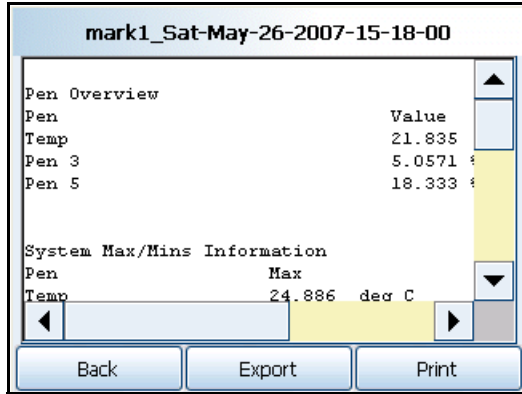 mark1_Sat-May-26-2007-15-18-00
Pen Overview
Pen Value
Temp 21.835
Pen 3 5.0571
Pen 5 18.333
System Max/Mins Information
Pen Max
Temp 24.886 deg C
Back Export Print